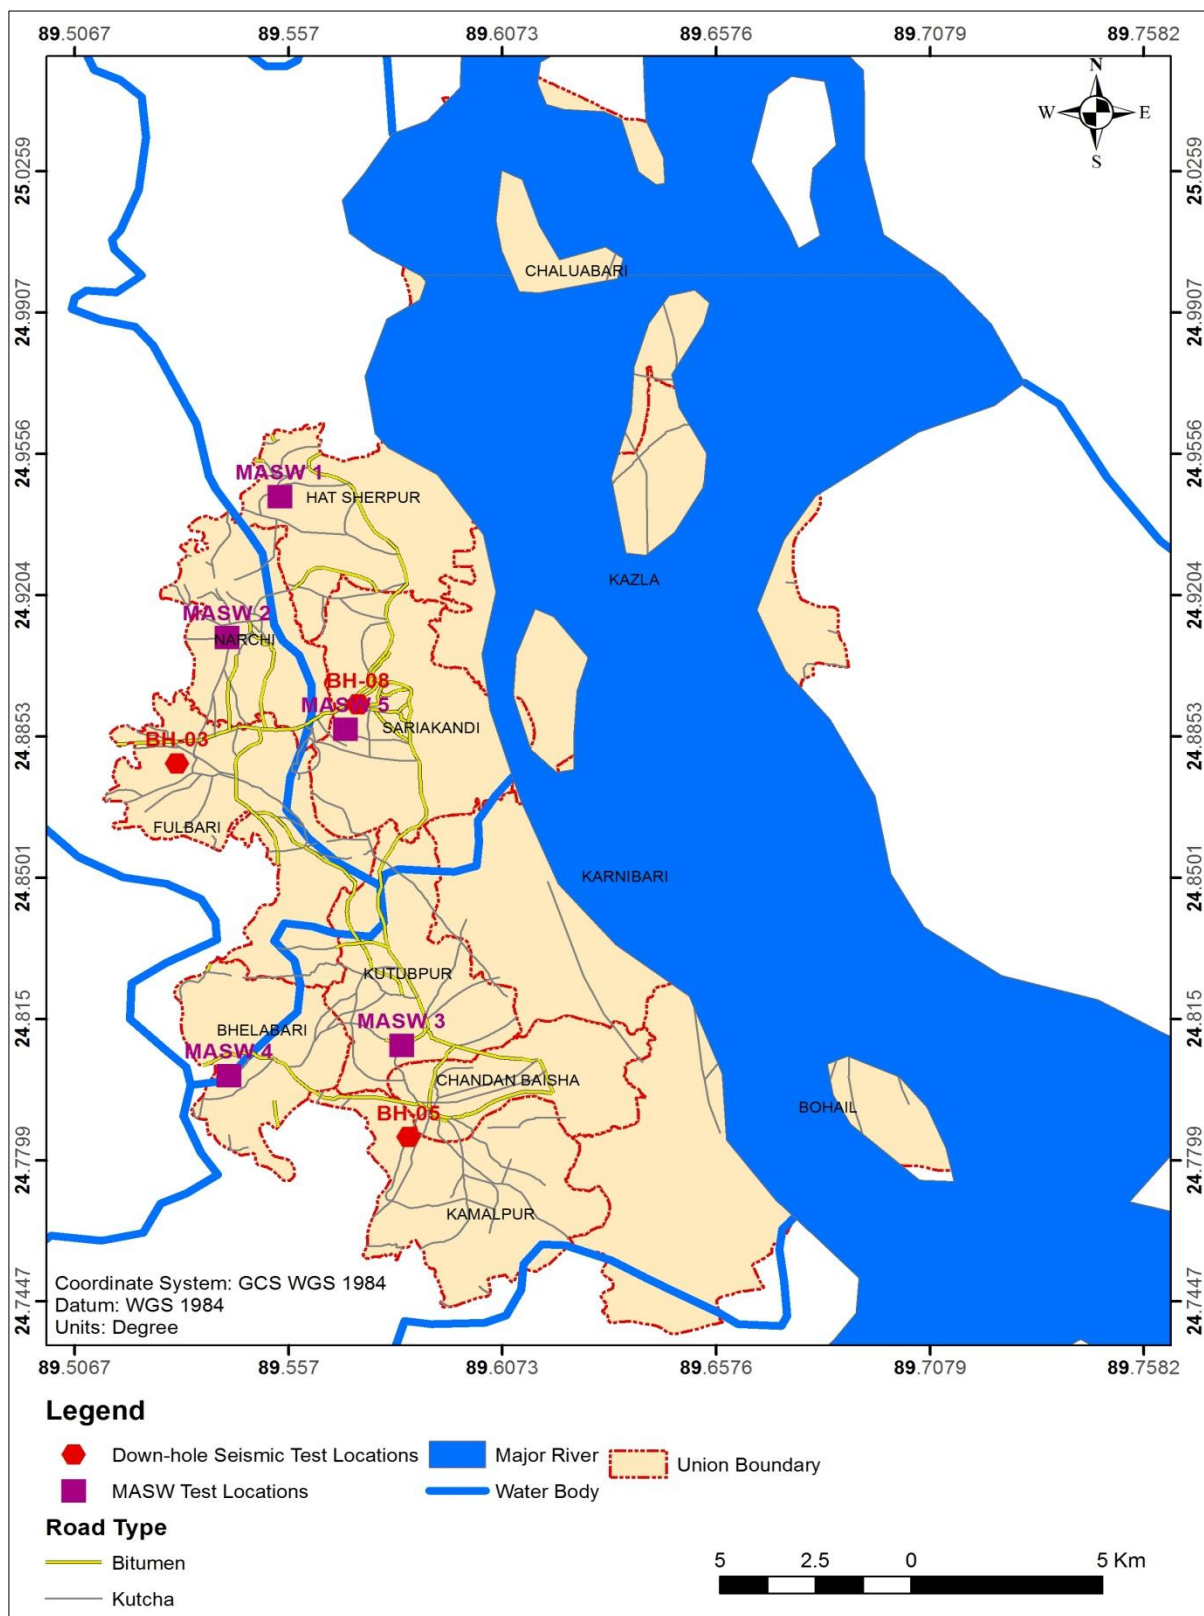 89.5067 89.557 89.6073 89.6576 89.7079 89.7582
N
W E
S
25.0259 25.0259
CHALUABARI
24.9907 24.9907
24.9556 24.9556
MASW 1
HAT SHERPUR
KAZLA
24.9204 24.9204
MASW 2
NARCHI
BH-08
MASW 5
SARIAKANDI
24.8853 24.8853
BH-03
FULBARI
KARNIBARI
24.8501 24.8501
KUTUBPUR
24.815 24.815
MASW 3
BHELABARI
MASW 4
CHANDAN BAISHA
BOHAIL
BH-05
24.7799 24.7799
KAMALPUR
24.7447 24.7447
Coordinate System: GCS WGS 1984
Datum: WGS 1984
Units: Degree
89.5067 89.557 89.6073 89.6576 89.7079 89.7582
Legend
Down-hole Seismic Test Locations Major River Union Boundary
MASW Test Locations Water Body
Road Type
Bitumen
Kutcha
5 2.5 0 5 Km